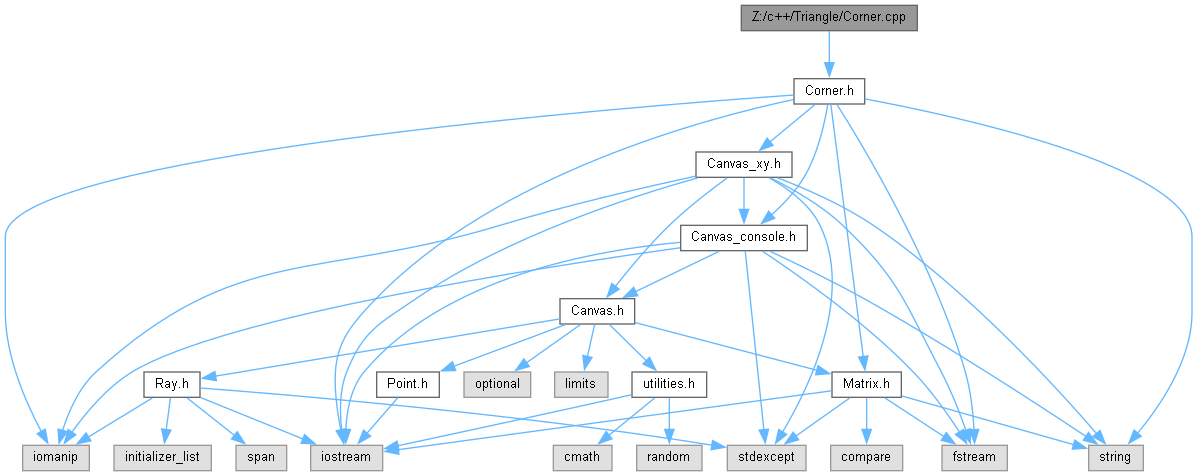 Z:/c++/Triangle/Corner.cpp
Corner.h
Canvas_xy.h
Canvas_console.h
Canvas.h
Ray.h
Point.h
optional
limits
utilities.h
Matrix.h
iomanip
initializer_list
span
iostream
cmath
random
stdexcept
compare
fstream
string